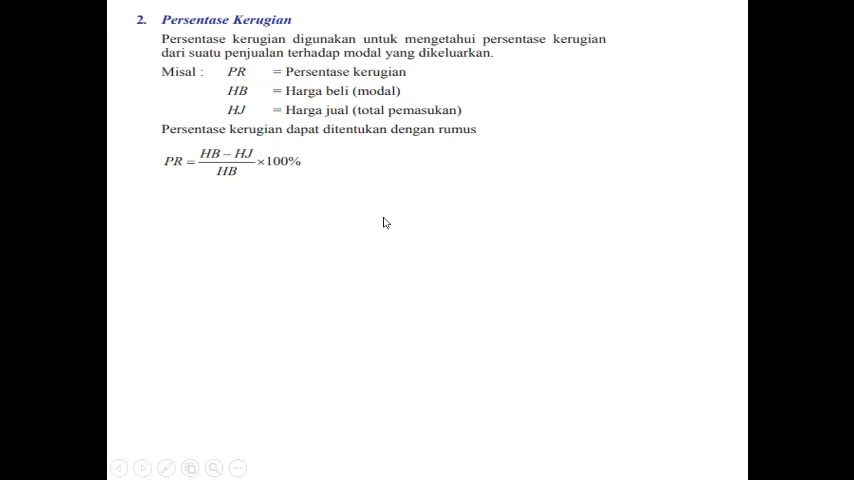 2. Persentase Kerugian
Persentase kerugian digunakan untuk mengetahui persentase kerugian
dari suatu penjualan terhadap modal yang dikeluarkan.
Misal : PR = Persentase kerugian
HB = Harga beli (modal)
HJ = Harga jual (total pemasukan)
Persentase kerugian dapat ditentukan dengan rumus
PR = \frac{HB − HJ}{HB} ×100%